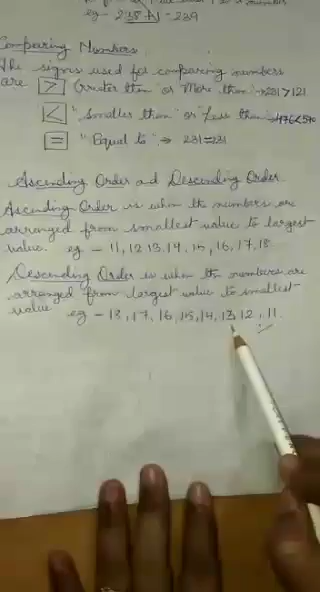 eg - 238+1 - 239
Comparing Numbers
The signs used for comparing numbers
are > "Greater than" or More than → 231>121
< "Smaller than" or "Less than" →476<570
= "Equal to" → 231=231
Ascending Order and Descending Order.
Ascending Order is when the numbers are
arranged from smallest value to largest
value. eg - 11, 12 13, 14, 15, 16, 17, 18
Descending Order is when the numbers are
arranged from largest value to smallest
value eg - 18, 17, 16, 15, 14, 13, 12, 11.